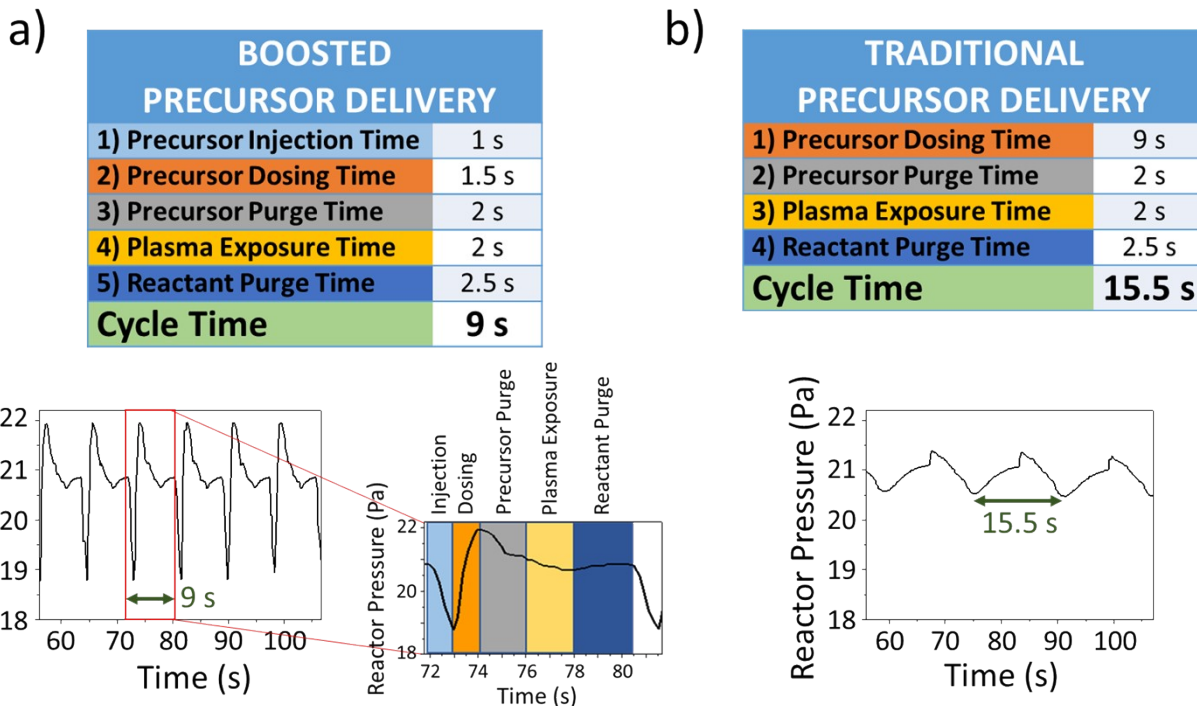 a)
BOOSTED
PRECURSOR DELIVERY
1) Precursor Injection Time 1 s
2) Precursor Dosing Time 1.5 s
3) Precursor Purge Time 2 s
4) Plasma Exposure Time 2 s
5) Reactant Purge Time 2.5 s
Cycle Time 9 s
b)
TRADITIONAL
PRECURSOR DELIVERY
1) Precursor Dosing Time 9 s
2) Precursor Purge Time 2 s
3) Plasma Exposure Time 2 s
4) Reactant Purge Time 2.5 s
Cycle Time 15.5 s
22
21
20
19
18
9 s
60 70 80 90 100
Time (s)
Injection
Dosing
Precursor Purge
Plasma Exposure
Reactant Purge
Reactor Pressure (Pa)
22
20
18
72 74 76 78 80
Time (s)
Reactor Pressure (Pa)
22
21
20
19
18
15.5 s
60 70 80 90 100
Time (s)